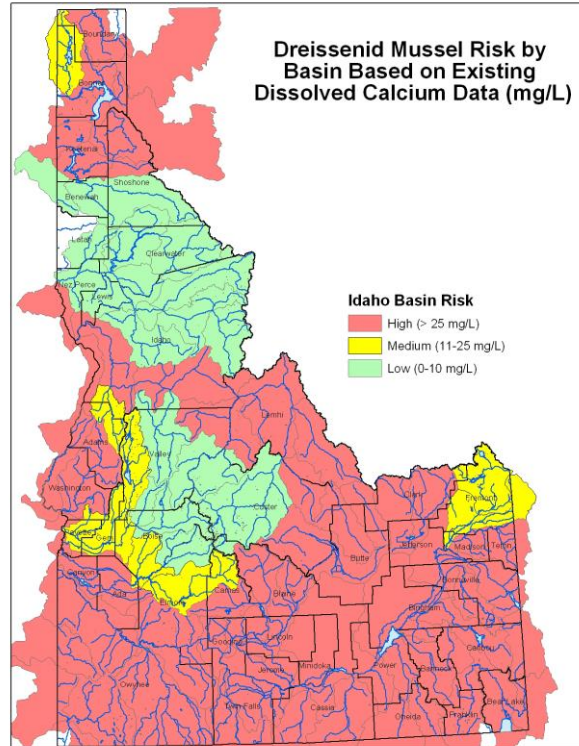 Dreissenid Mussel Risk by
Basin Based on Existing
Dissolved Calcium Data (mg/L)
Boundary
Bonner
Kootenai
Shoshone
Benewah
Latah
Clearwater
Nez Perce
Lewis
Idaho
Idaho Basin Risk
High (> 25 mg/L)
Medium (11-25 mg/L)
Low (0-10 mg/L)
Lemhi
Adams
Valley
Washington
Custer
Clark
Fremont
Payette
Gem
Boise
Butte
Jefferson
Madison
Teton
Canyon
Ada
Elmore
Camas
Blaine
Bonneville
Bingham
Gooding
Lincoln
Caribou
Jerome
Minidoka
Power
Bannock
Owyhee
Twin Falls
Cassia
Oneida
Franklin
Bear Lake